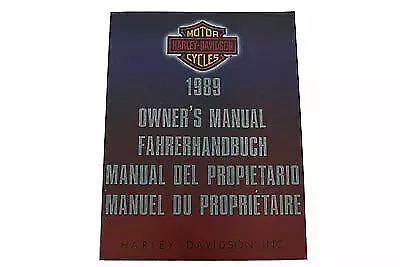 MOTOR
HARLEY-DAVIDSON
CYCLES
1989
OWNER'S MANUAL
FAHRERHANDBUCH
MANUAL DEL PROPIETARIO
MANUEL DU PROPRIÉTAIRE
HARLEY-DAVIDSON INC.